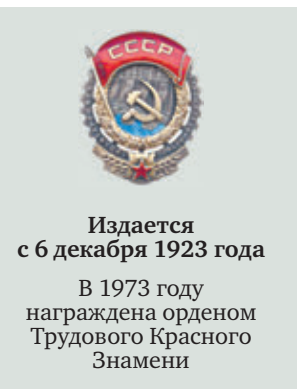 СССР
Издается
с 6 декабря 1923 года
В 1973 году
награждена орденом
Трудового Красного
Знамени